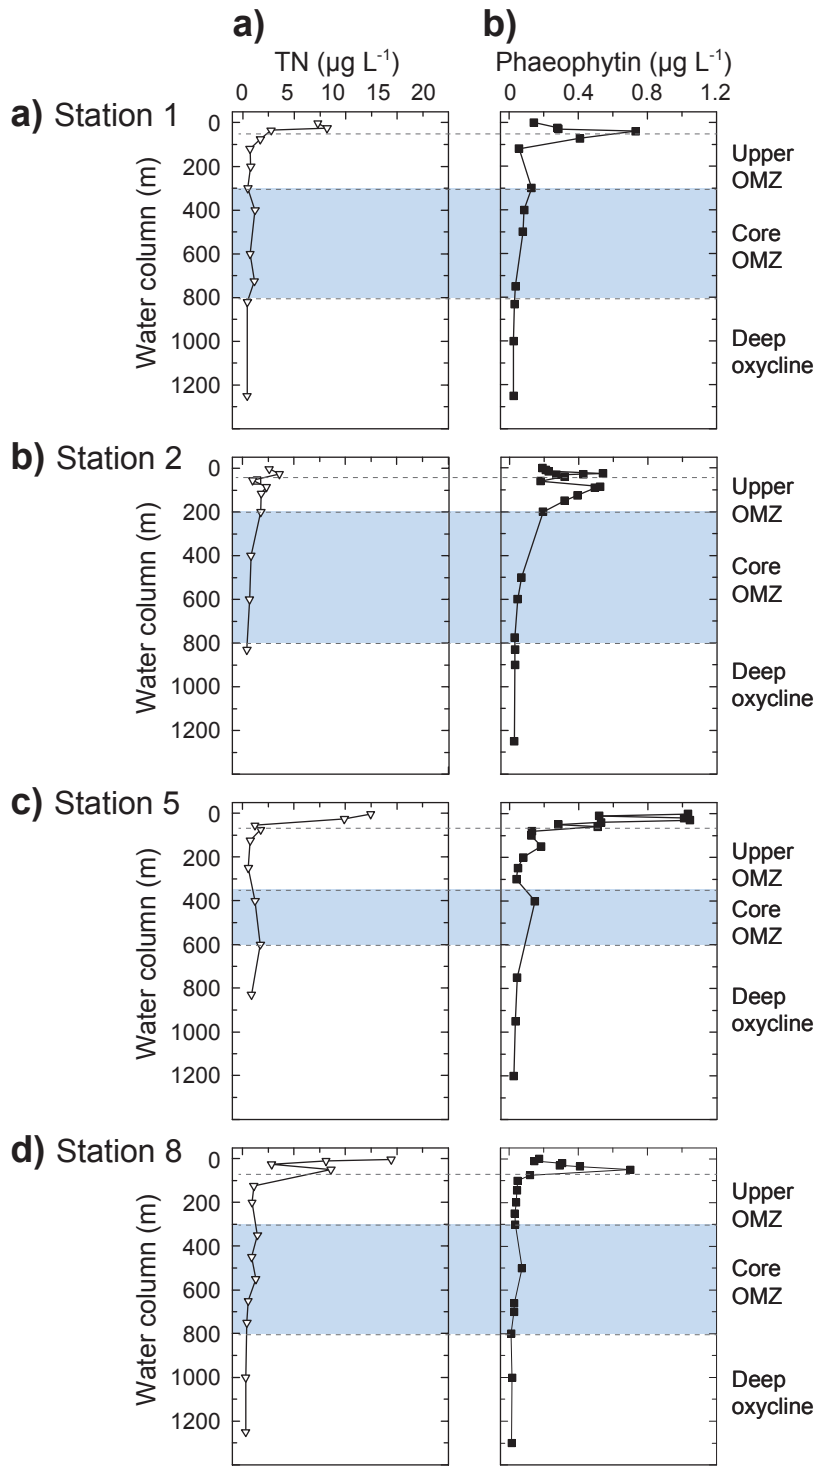 a) b)
TN (µg L-1) Phaeophytin (µg L-1)
0 5 10 15 20 0 0.4 0.8 1.2
a) Station 1
0
200
400
600
800
1000
1200
Water column (m)
Upper
OMZ
Core
OMZ
Deep
oxycline
b) Station 2
0
200
400
600
800
1000
1200
Water column (m)
Upper
OMZ
Core
OMZ
Deep
oxycline
c) Station 5
0
200
400
600
800
1000
1200
Water column (m)
Upper
OMZ
Core
OMZ
Deep
oxycline
d) Station 8
0
200
400
600
800
1000
1200
Water column (m)
Upper
OMZ
Core
OMZ
Deep
oxycline